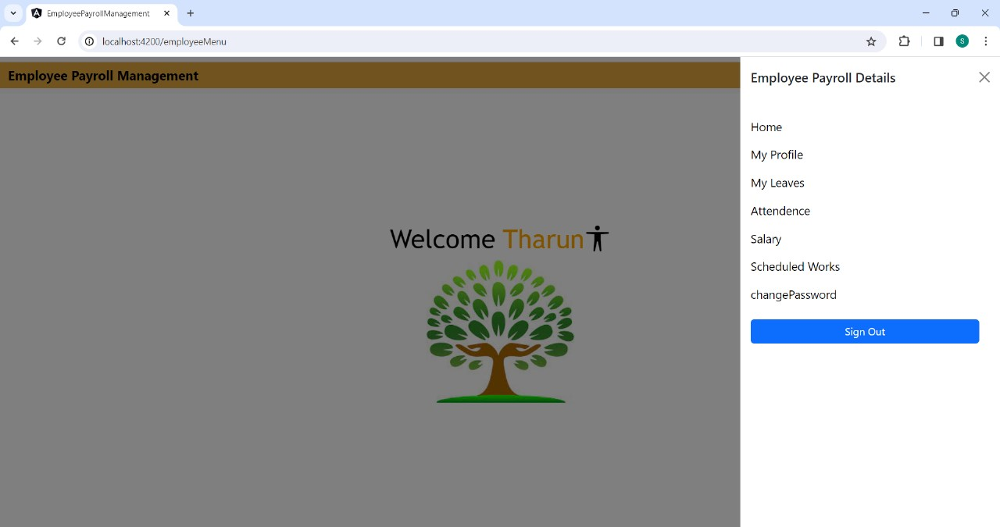 EmployeePayrollManagement
localhost:4200/employeeMenu
S
Employee Payroll Management
Welcome Tharun
Employee Payroll Details
Home
My Profile
My Leaves
Attendence
Salary
Scheduled Works
changePassword
Sign Out